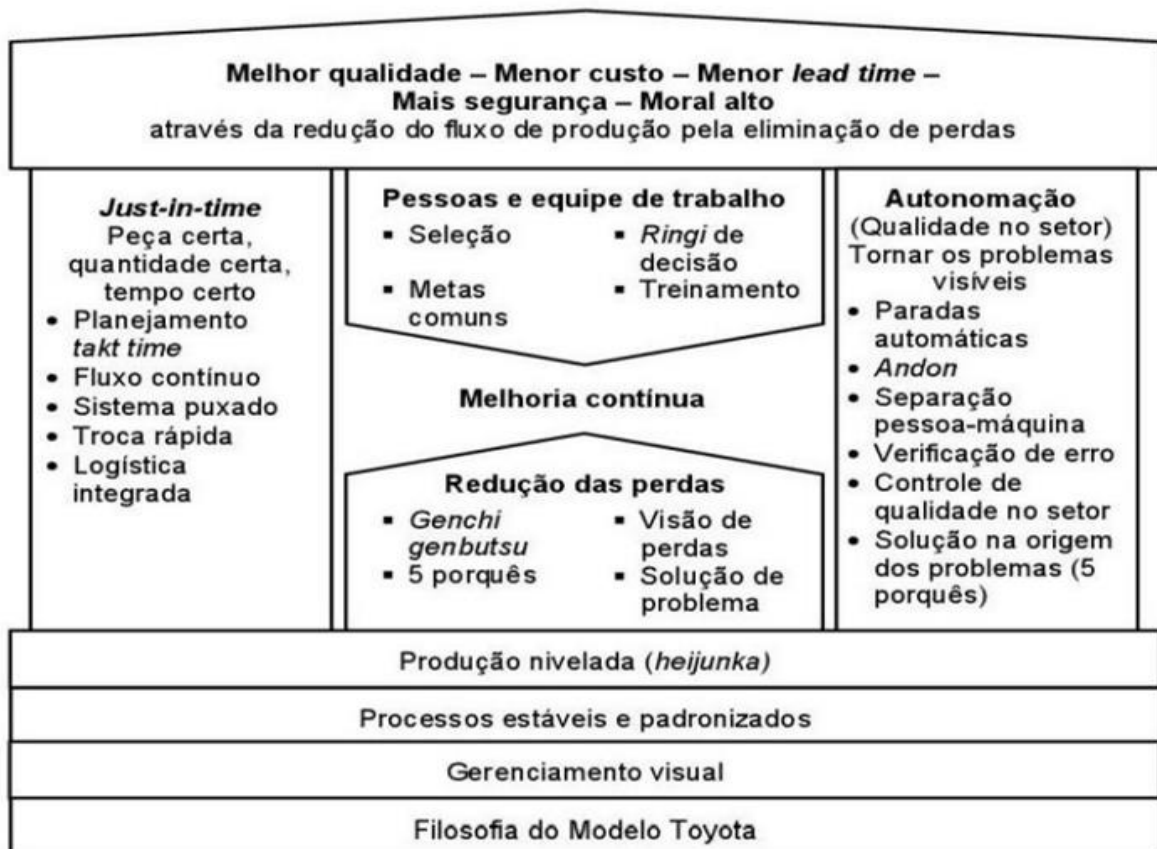 Melhor qualidade – Menor custo – Menor lead time –
Mais segurança – Moral alto
através da redução do fluxo de produção pela eliminação de perdas
Just-in-time
Peça certa,
quantidade certa,
tempo certo
• Planejamento
takt time
• Fluxo contínuo
• Sistema puxado
• Troca rápida
• Logística
integrada
Pessoas e equipe de trabalho
▪ Seleção
▪ Metas
comuns
▪ Ringi de
decisão
▪ Treinamento
Melhoria contínua
Redução das perdas
▪ Genchi
genbutsu
▪ 5 porquês
▪ Visão de
perdas
▪ Solução de
problema
Autonomação
(Qualidade no setor)
Tornar os problemas
visíveis
• Paradas
automáticas
• Andon
• Separação
pessoa-máquina
• Verificação de erro
• Controle de
qualidade no setor
• Solução na origem
dos problemas (5
porquês)
Produção nivelada (heijunka)
Processos estáveis e padronizados
Gerenciamento visual
Filosofia do Modelo Toyota